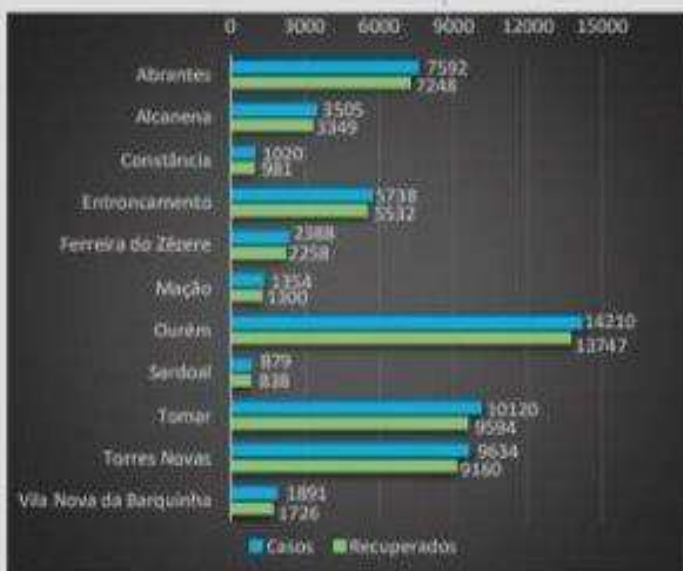 0 3000 6000 9000 12000 15000
Abrantes 7592
7248
Alcanena 3505
3349
Constância 1020
981
Entroncamento 5738
5532
Ferreira do Zêzere 2388
2258
Mação 1354
1300
Ourém 14210
13747
Sardoal 879
838
Tomar 10120
9594
Torres Novas 9634
9160
Vila Nova da Barquinha 1891
1726
Casos Recuperados